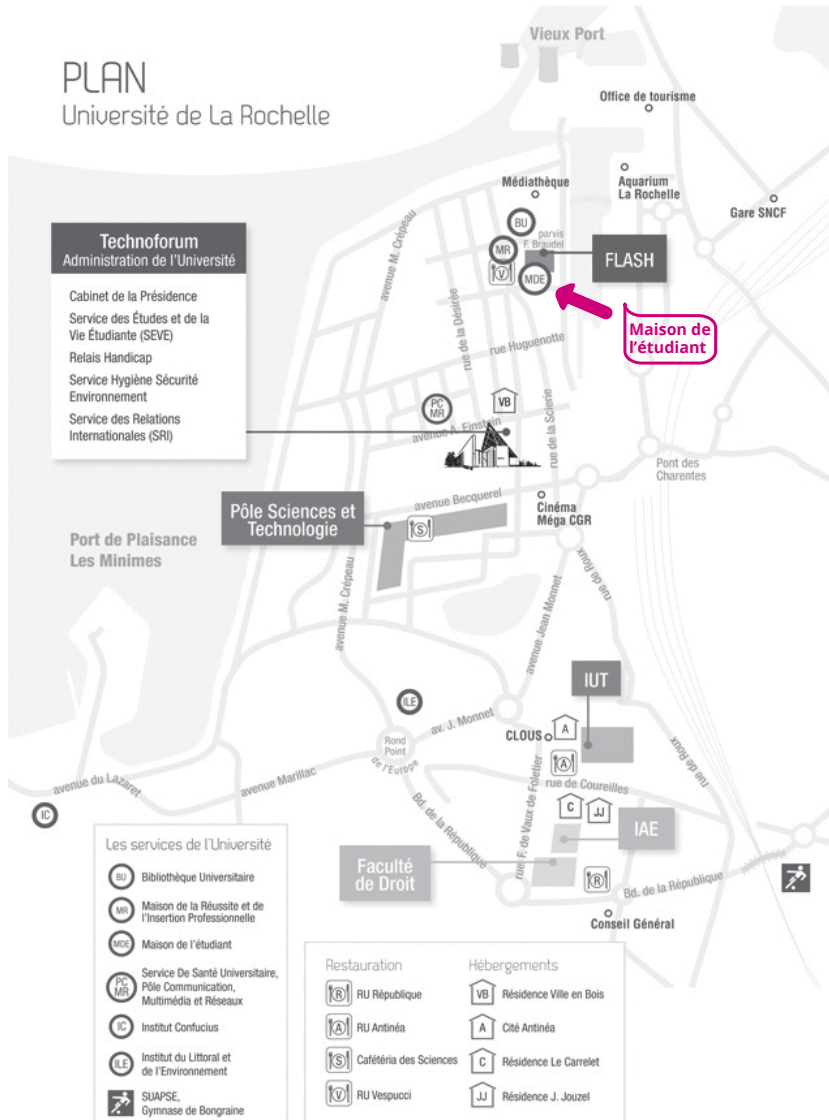 PLAN
Université de La Rochelle
Vieux Port
Office de tourisme
Médiathèque
Aquarium
La Rochelle
Gare SNCF
BU
parvis
F. Braudel
MR
V
MDE
FLASH
Maison de
l'étudiant
Technoforum
Administration de l'Université
Cabinet de la Présidence
Service des Études et de la
Vie Étudiante (SEVE)
Relais Handicap
Service Hygiène Sécurité
Environnement
Service des Relations
Internationales (SRI)
avenue M. Crépeau
rue de la Désirée
rue Huguenotte
PC
MR
VB
avenue A. Einstein
rue de la Scierie
Pont des
Charentes
avenue Becquerel
Cinéma
Méga CGR
Pôle Sciences et
Technologie
S
Port de Plaisance
Les Minimes
avenue M. Crépeau
avenue Jean Monnet
rue de Roux
IUT
ILE
av. J. Monnet
CLOUS
A
A
Rond
Point
de l'Europe
rue de Roux
avenue du Lazaret
avenue Marillac
rue de Coureilles
IC
Bd. de la République
rue F. de Vaux de Foletier
C
JJ
IAE
Faculté
de Droit
R
Bd. de la République
Conseil Général
Les services de l'Université
BU Bibliothèque Universitaire
MR Maison de la Réussite et de
l'Insertion Professionnelle
MDE Maison de l'étudiant
PC
MR
Service De Santé Universitaire,
Pôle Communication,
Multimédia et Réseaux
IC Institut Confucius
ILE Institut du Littoral et
de l'Environnement
SUAPSE,
Gymnase de Bongraine
Restauration
R RU République
A RU Antinéa
S Cafétéria des Sciences
V RU Vespucci
Hébergements
VB Résidence Ville en Bois
A Cité Antinéa
C Résidence Le Carrelet
JJ Résidence J. Jouzel